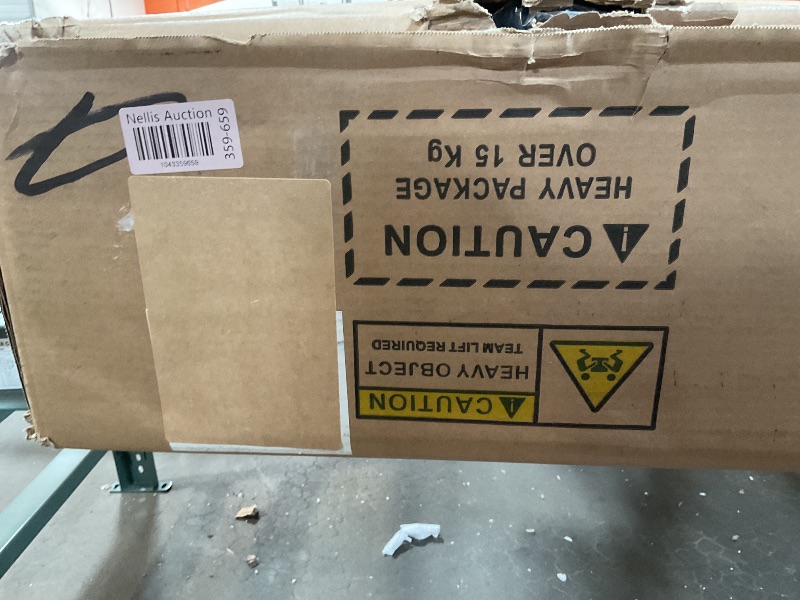 Nellis Auction
359-659
1043359659
! CAUTION
HEAVY PACKAGE
OVER 15 Kg
! CAUTION
HEAVY OBJECT
TEAM LIFT REQUIRED